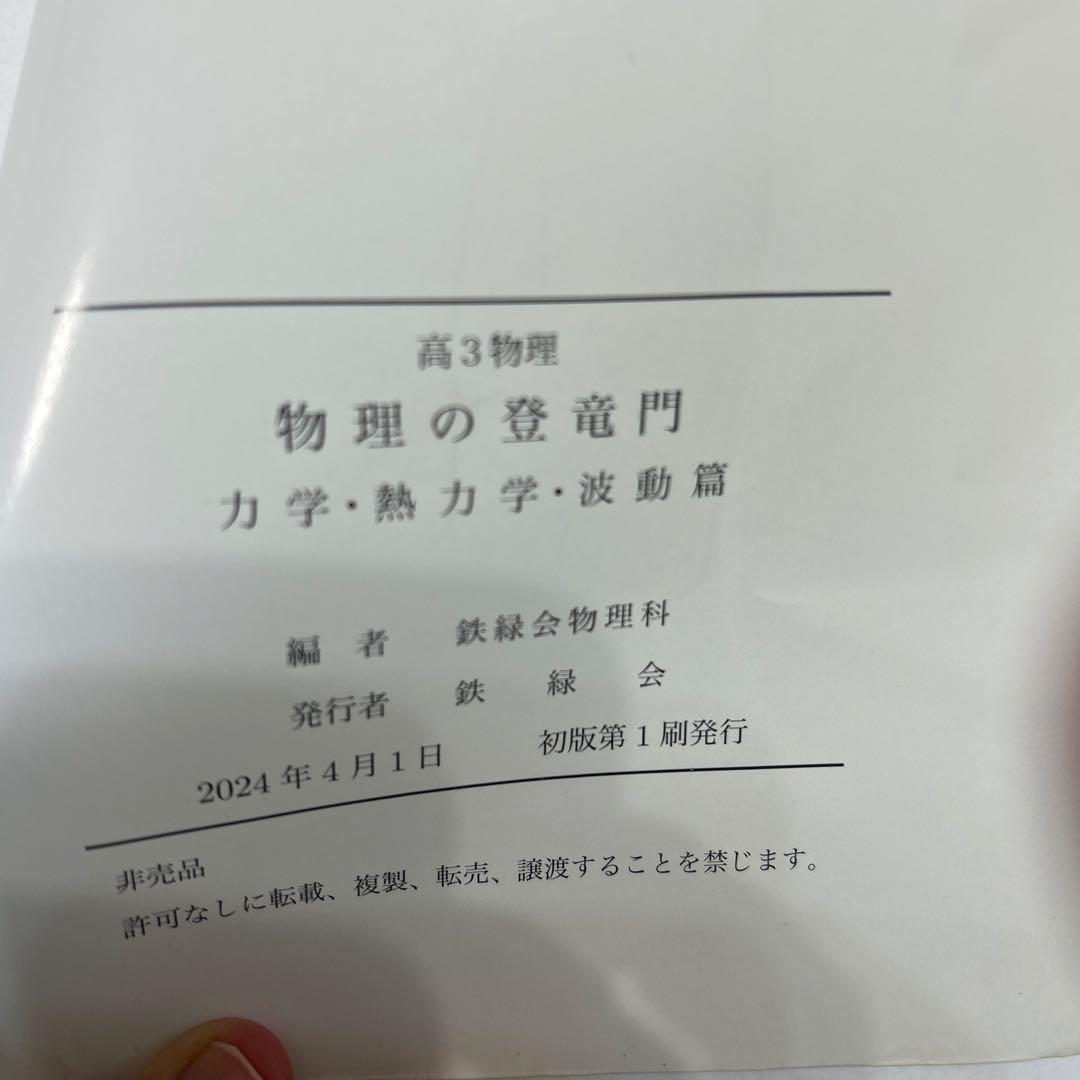 高3物理
物理の登竜門
力学・熱力学・波動篇
編者 鉄緑会物理科
発行者 鉄緑会
2024年4月1日 初版第1刷発行
非売品
許可なしに転載、複製、転売、譲渡することを禁じます。